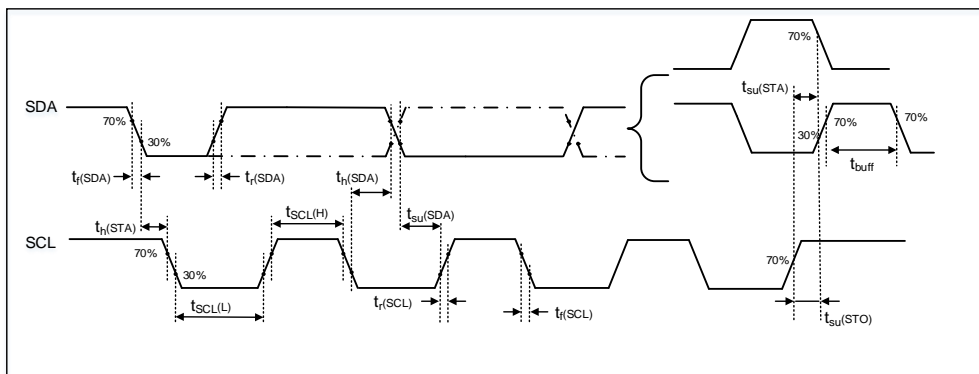 70%
tsu(STA)
SDA
70%
30%
30%
70%
70%
tbuff
tf(SDA)
tr(SDA)
th(SDA)
th(STA)
tSCL(H)
tsu(SDA)
SCL
70%
30%
70%
tSCL(L)
tr(SCL)
tf(SCL)
tsu(STO)